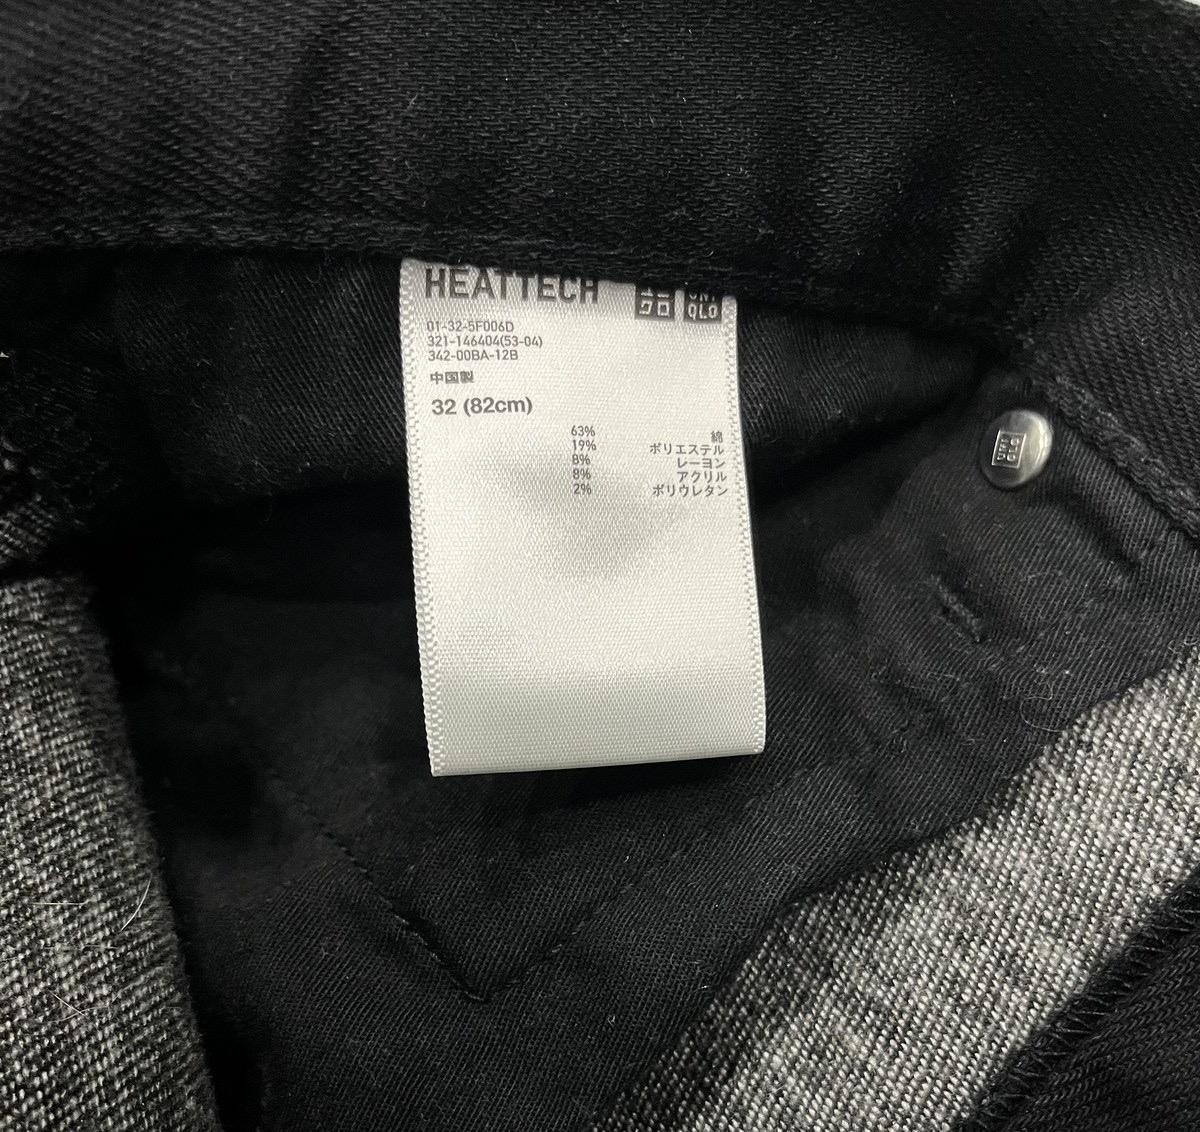 HEATTECH
ユニ
クロ
UNI
QLO
01-32-5F006D
321-146404(53-04)
342-00BA-12B
中国製
32 (82cm)
63% 綿
19% ポリエステル
8% レーヨン
8% アクリル
2% ポリウレタン
UNI
QLO